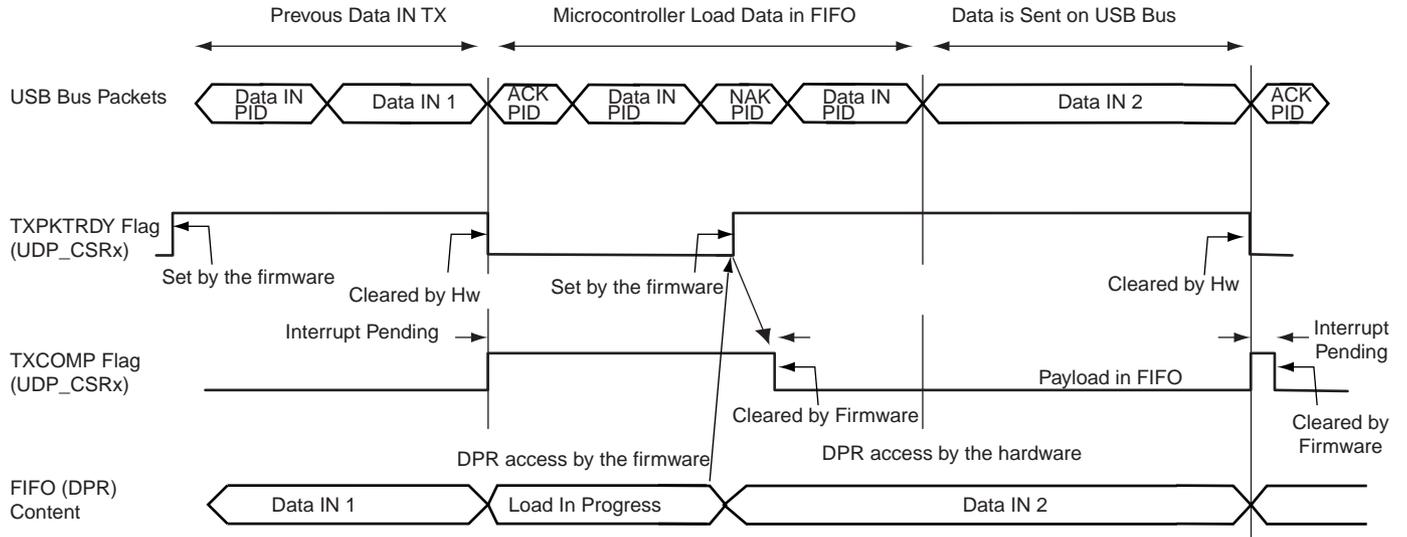 Prevous Data IN TX
Microcontroller Load Data in FIFO
Data is Sent on USB Bus
USB Bus Packets
Data IN
PID
Data IN 1
ACK
PID
Data IN
PID
NAK
PID
Data IN
PID
Data IN 2
ACK
PID
TXPKTRDY Flag
(UDP_CSRx)
Set by the firmware
Cleared by Hw
Set by the firmware
Cleared by Hw
Interrupt Pending
Interrupt
Pending
TXCOMP Flag
(UDP_CSRx)
Payload in FIFO
Cleared by Firmware
Cleared by
Firmware
DPR access by the firmware
DPR access by the hardware
FIFO (DPR)
Content
Data IN 1
Load In Progress
Data IN 2